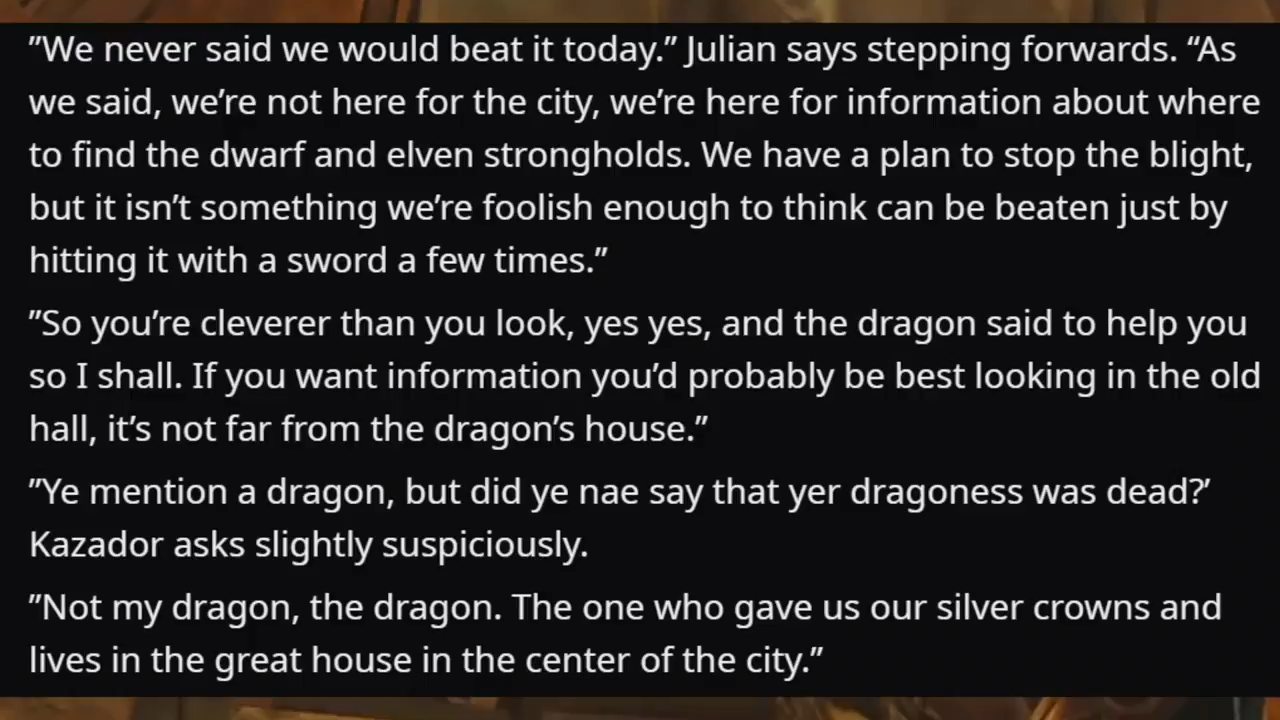 ”We never said we would beat it today.” Julian says stepping forwards. “As
we said, we’re not here for the city, we’re here for information about where
to find the dwarf and elven strongholds. We have a plan to stop the blight,
but it isn’t something we’re foolish enough to think can be beaten just by
hitting it with a sword a few times.”
”So you’re cleverer than you look, yes yes, and the dragon said to help you
so I shall. If you want information you’d probably be best looking in the old
hall, it’s not far from the dragon’s house.”
”Ye mention a dragon, but did ye nae say that yer dragoness was dead?’
Kazador asks slightly suspiciously.
”Not my dragon, the dragon. The one who gave us our silver crowns and
lives in the great house in the center of the city.”